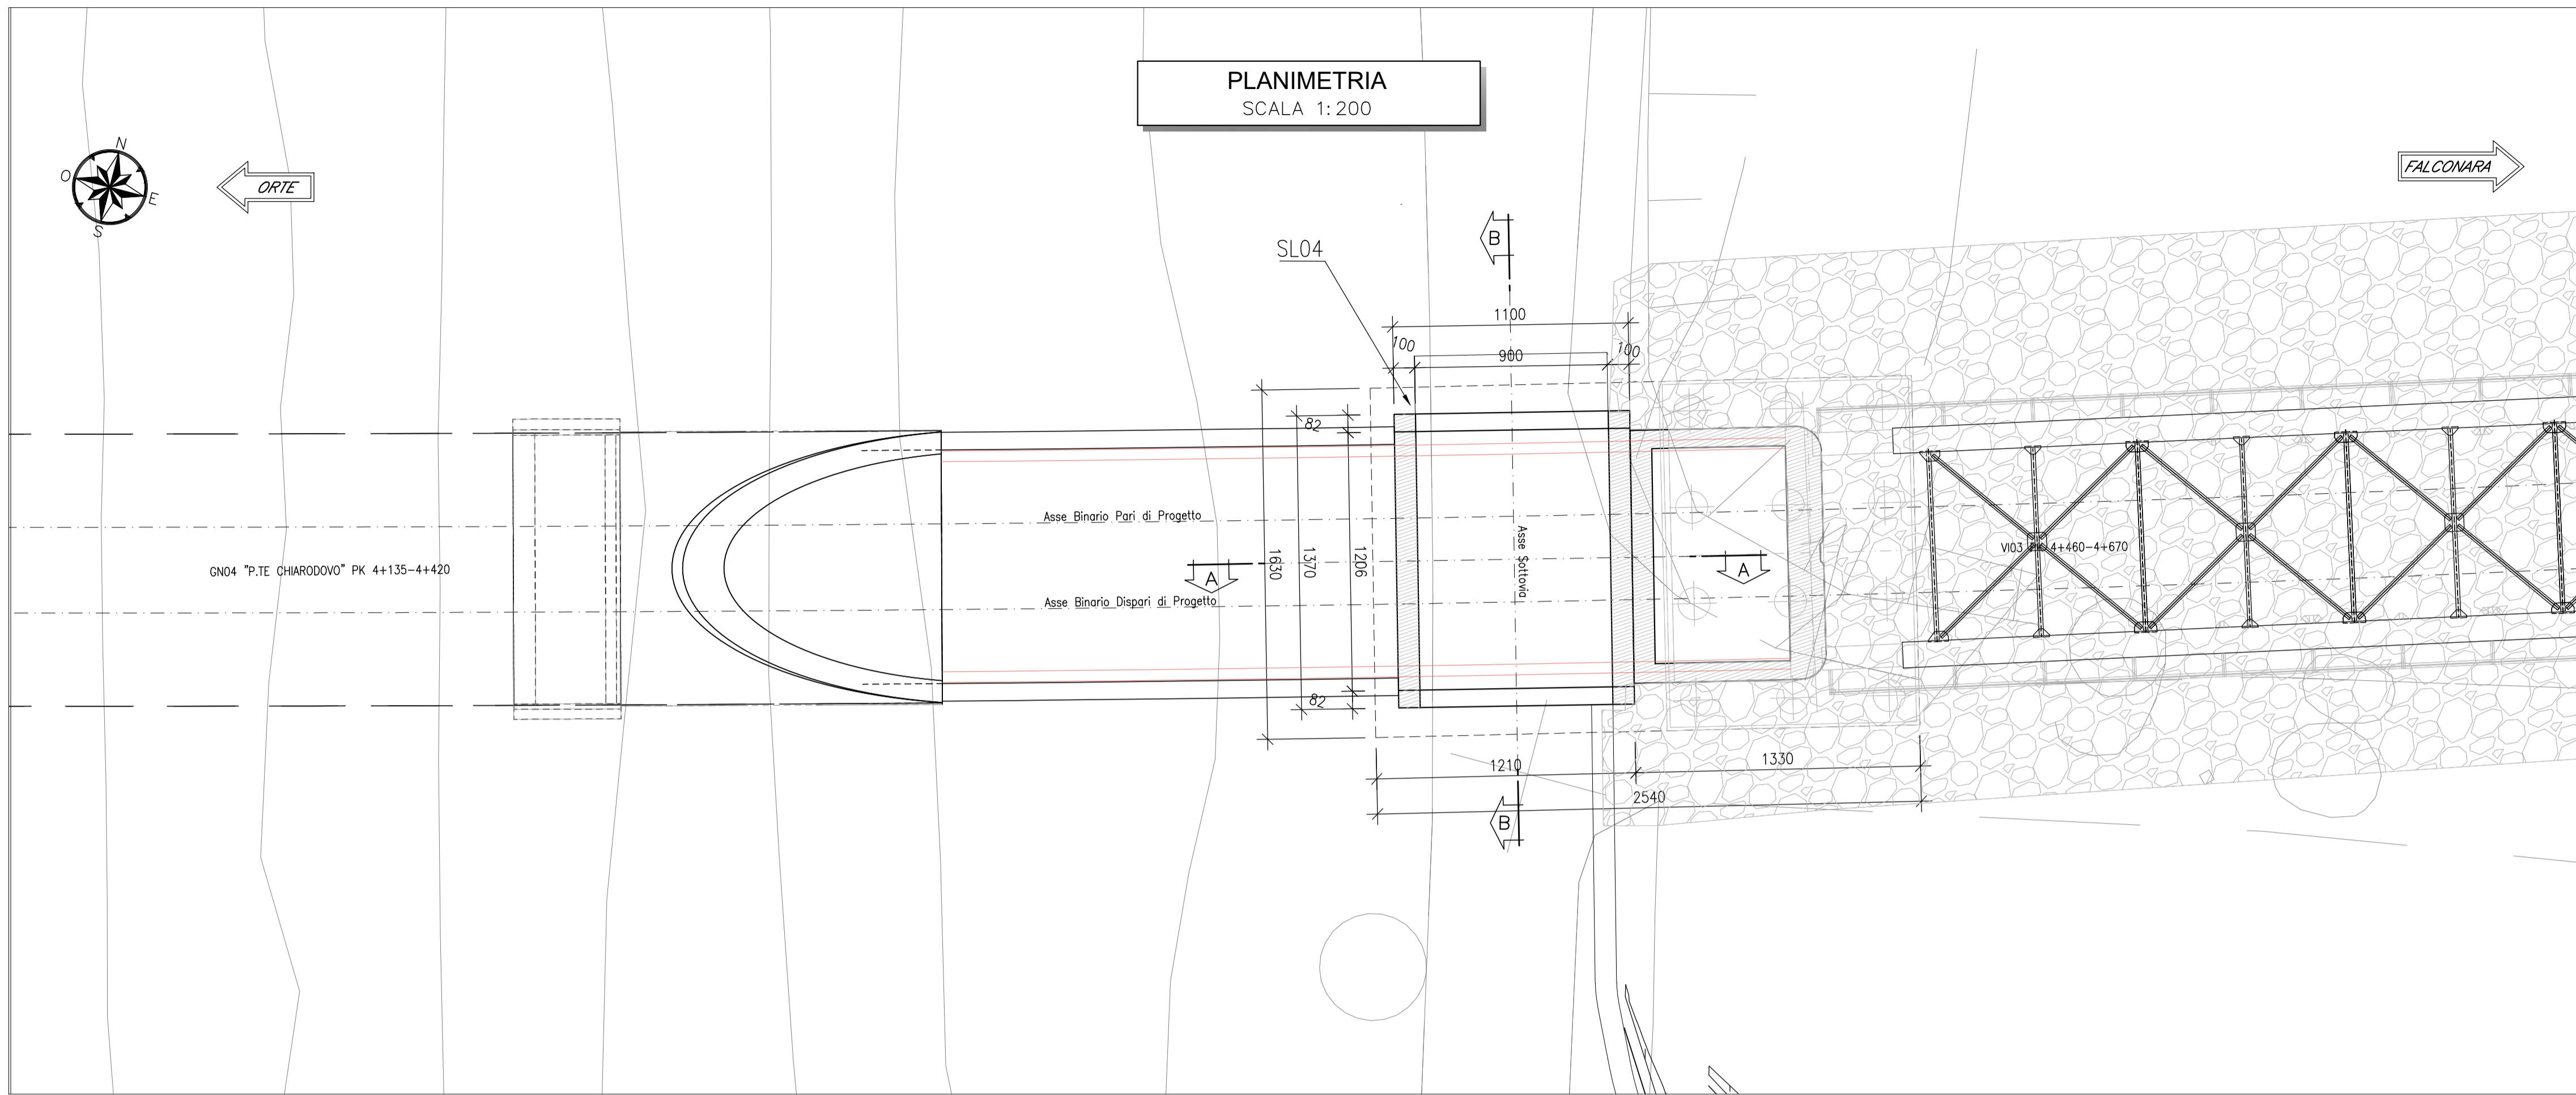 PLANIMETRIA
SCALA 1:200
N
O
E
S
ORTE
FALCONARA
SL04
B
1100
100
900
100
82
1630
1370
1206
82
Asse Binario Pari di Progetto
Asse Binario Dispari di Progetto
Asse Sottovia
A
A
GN04 "P.TE CHIARODOVO" PK 4+135-4+420
VI03 PK 4+460-4+670
1210
1330
2540
B